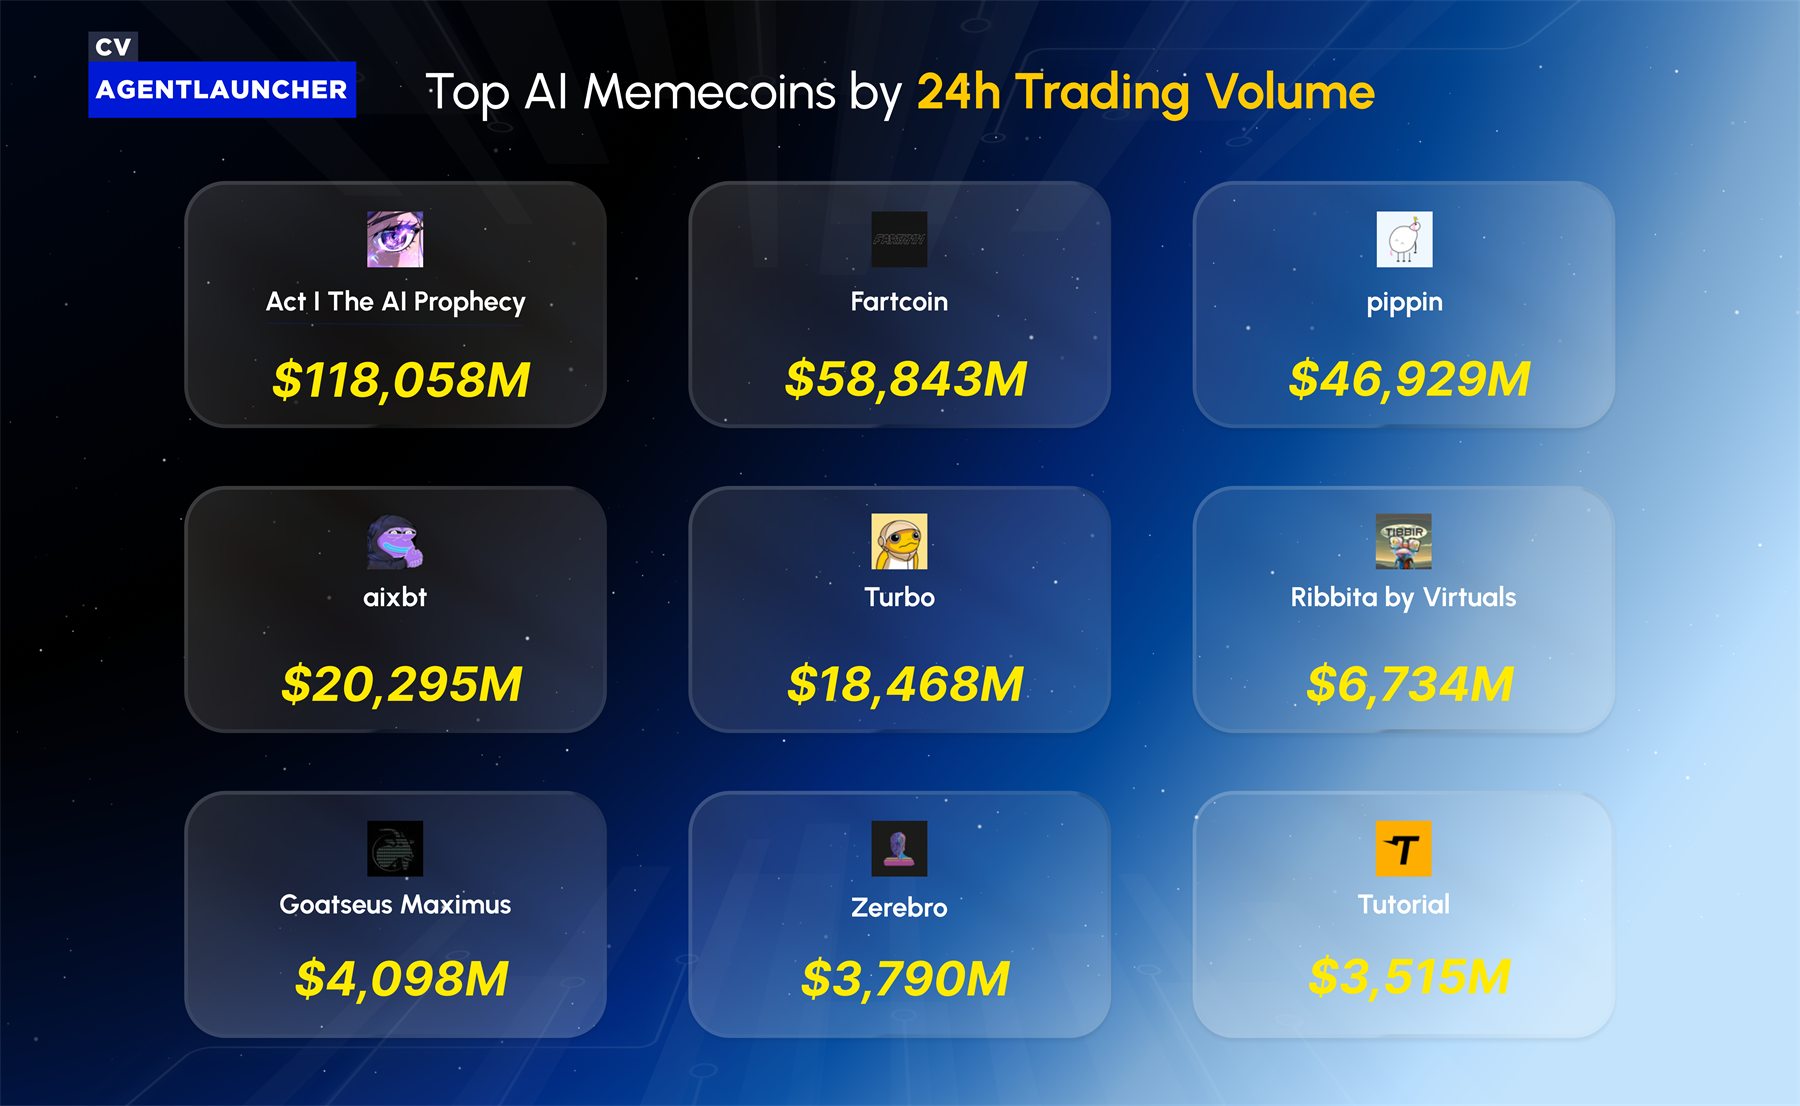 CV
AGENTLAUNCHER
Top AI Memecoins by 24h Trading Volume
Act I The AI Prophecy
$118,058M
Fartcoin
$58,843M
pippin
$46,929M
aixbt
$20,295M
Turbo
$18,468M
TIBBIR
Ribbita by Virtuals
$6,734M
Goatseus Maximus
$4,098M
Zerebro
$3,790M
T
Tutorial
$3,515M